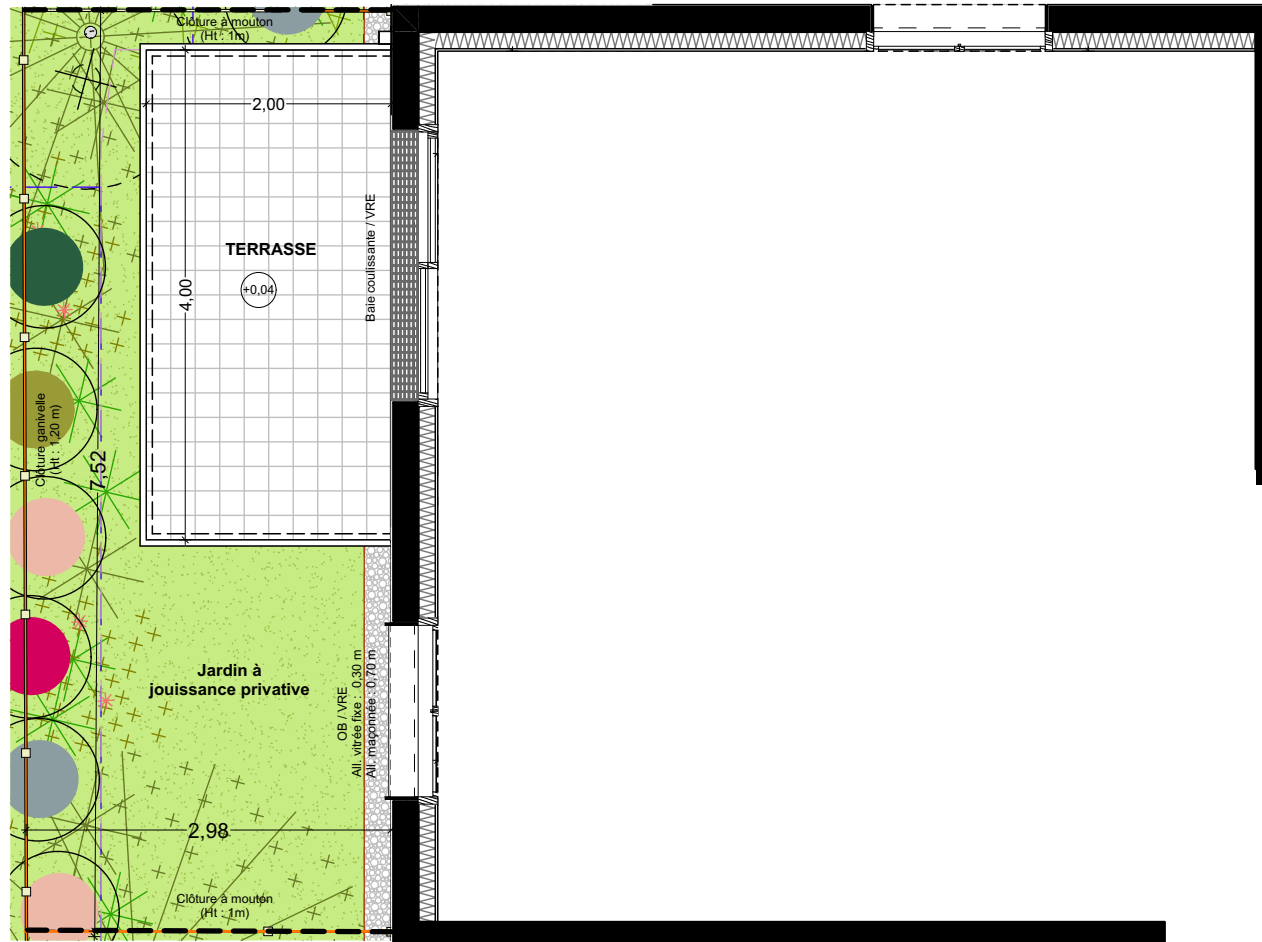 Clôture à mouton
(Ht : 1m)
2,00
TERRASSE
+0,04
4,00
Baie coulissante / VRE
Clôture ganivelle
(Ht : 1,20 m)
7,52
Jardin à
jouissance privative
OB / VRE
All. vitrée fixe : 0,30 m
All. maçonnée : 0,70 m
2,98
Clôture à mouton
(Ht : 1m)